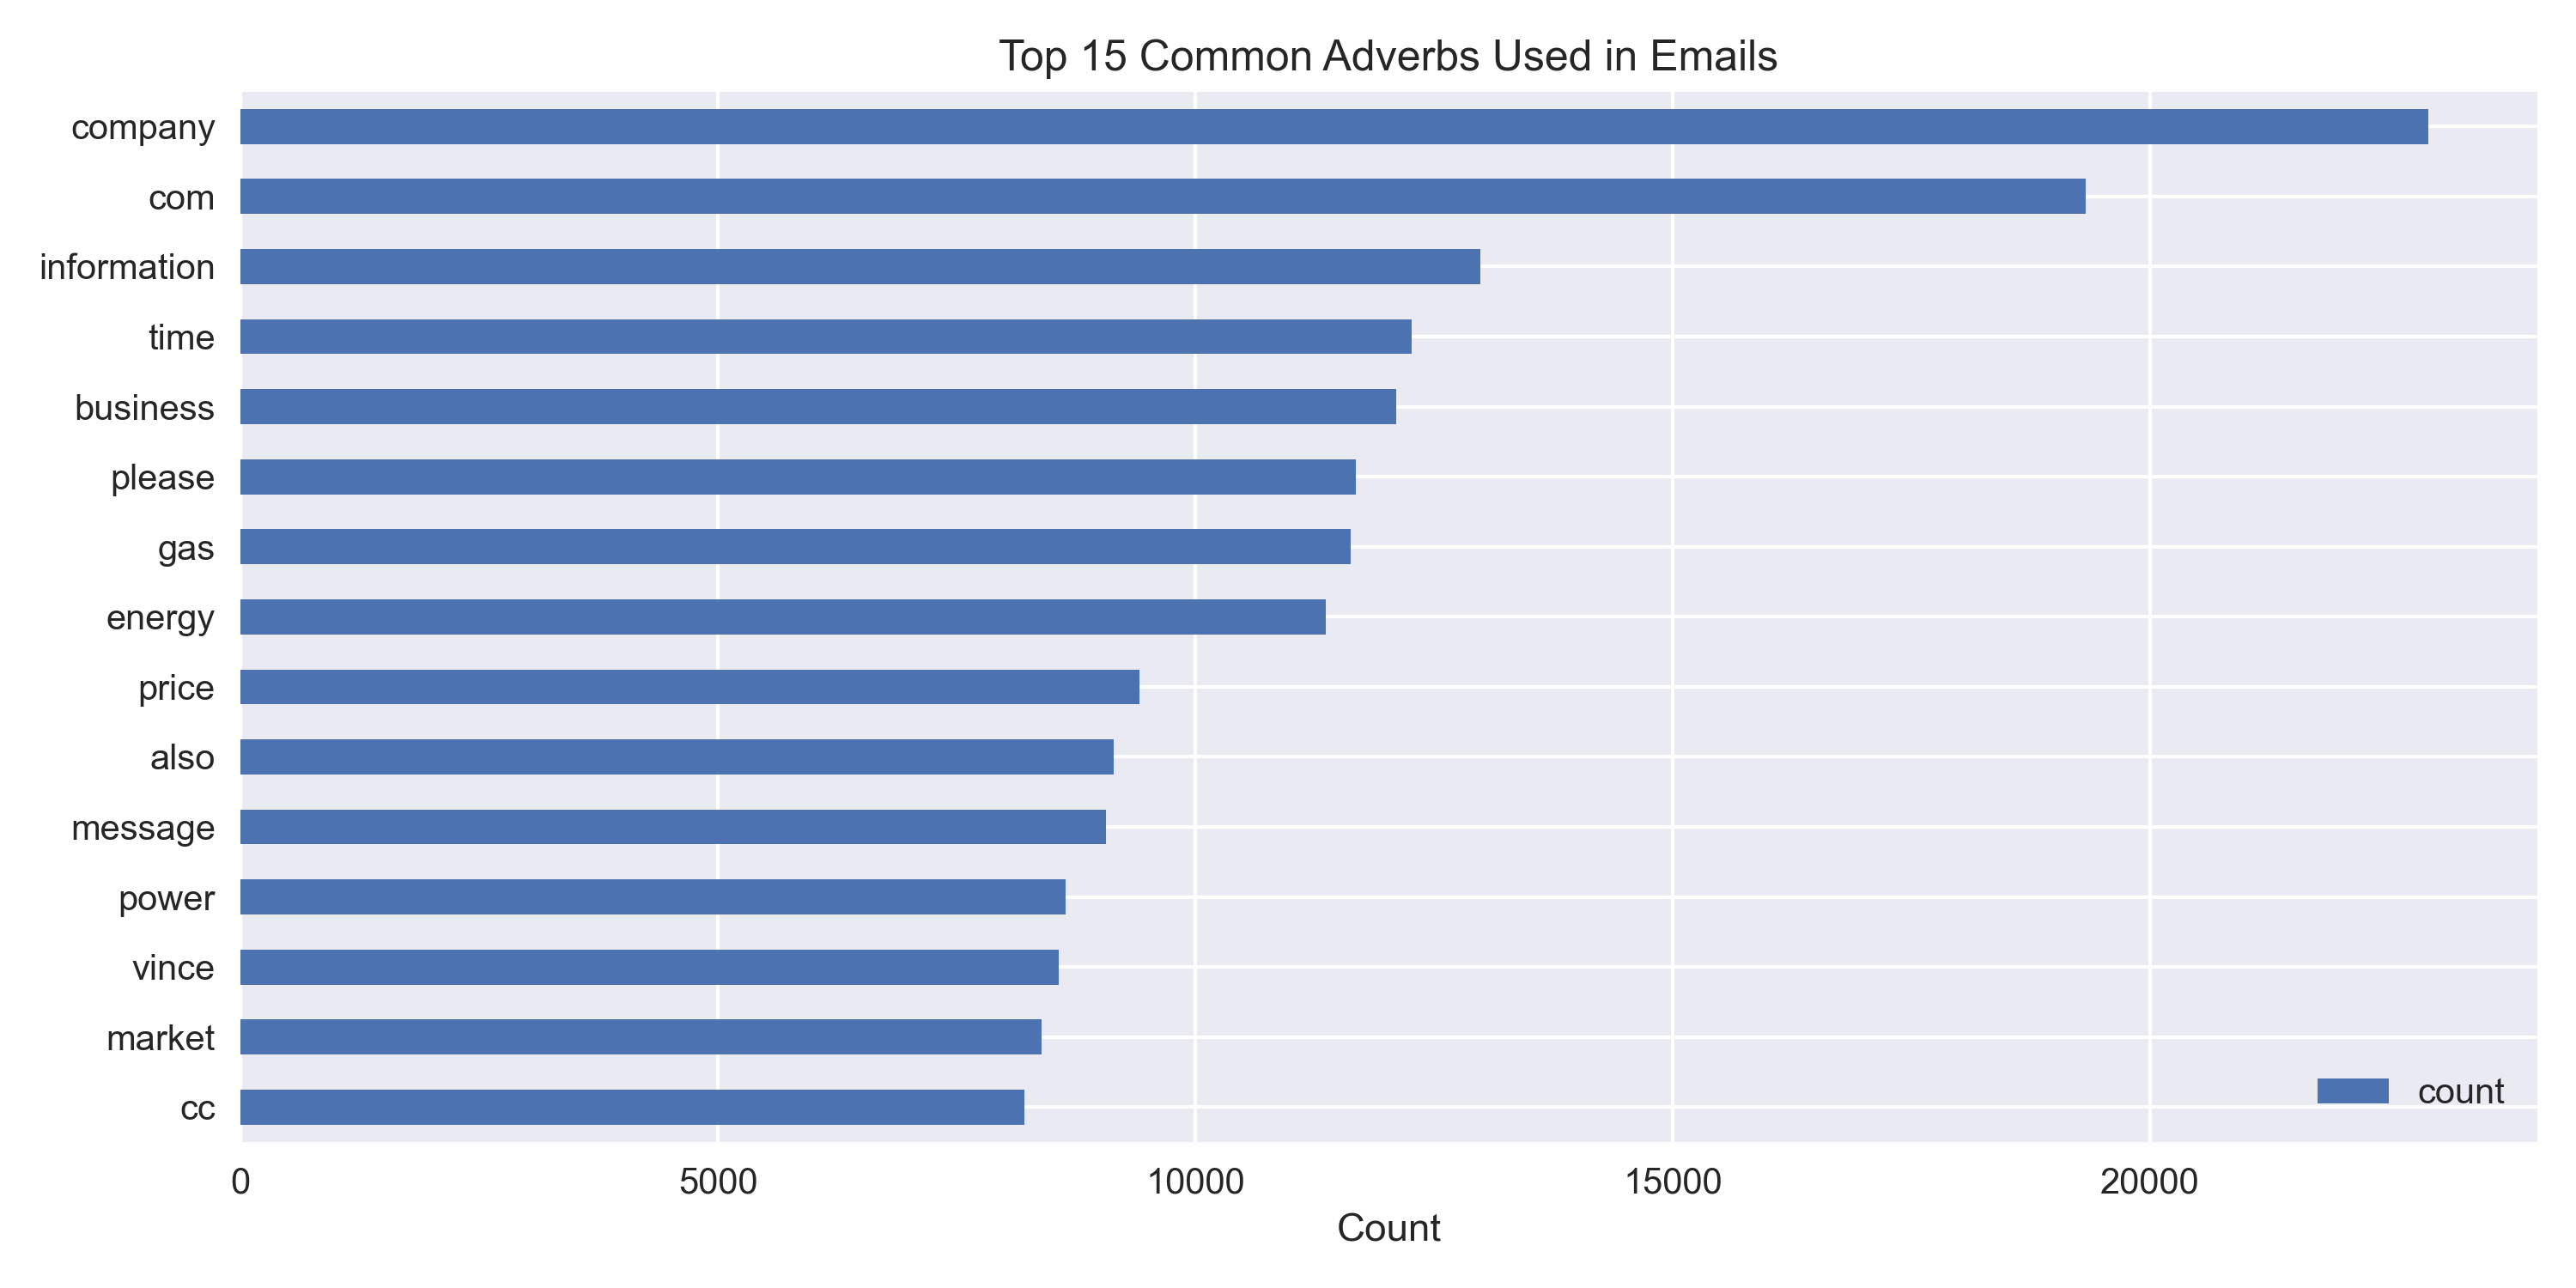 Top 15 Common Adverbs Used in Emails
company
com
information
time
business
please
gas
energy
price
also
message
power
vince
market
cc
count
0 5000 10000 15000 20000
Count